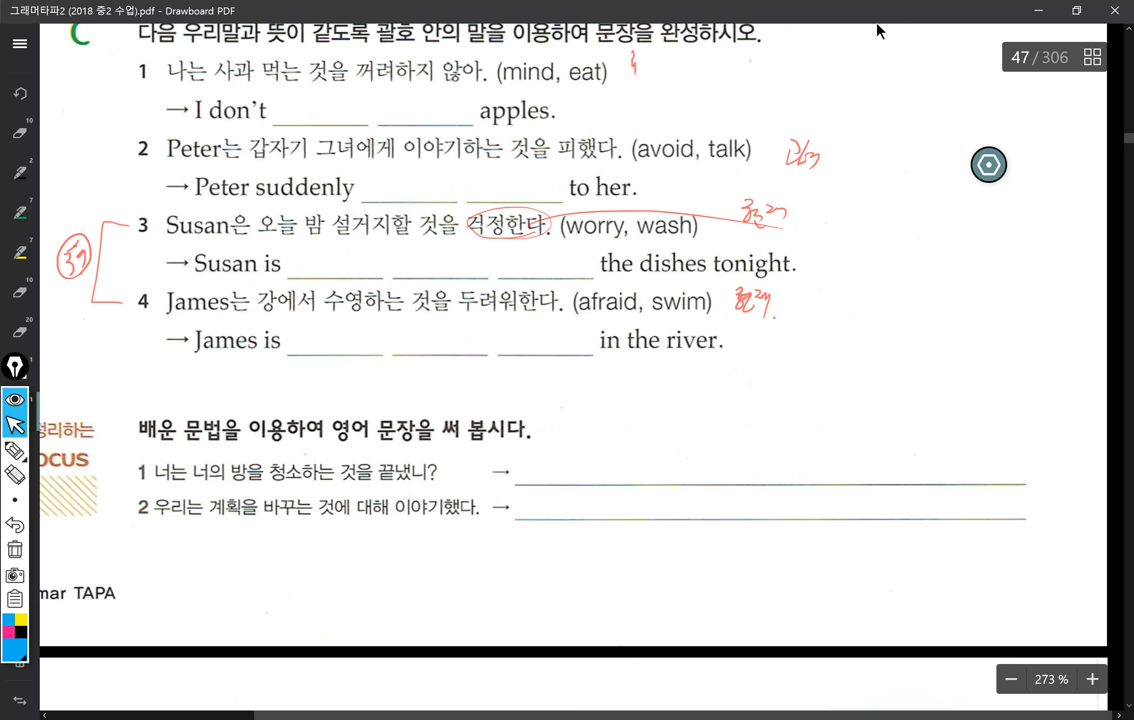 그래머타파2 (2018 중2 수업).pdf - Drawboard PDF
47 / 306
C 다음 우리말과 뜻이 같도록 괄호 안의 말을 이용하여 문장을 완성하시오.
1 나는 사과 먹는 것을 꺼려하지 않아. (mind, eat)
→ I don't apples.
2 Peter는 갑자기 그녀에게 이야기하는 것을 피했다. (avoid, talk)
→ Peter suddenly to her.
3 Susan은 오늘 밤 설거지할 것을 걱정한다. (worry, wash)
→ Susan is the dishes tonight.
4 James는 강에서 수영하는 것을 두려워한다. (afraid, swim)
→ James is in the river.
정리하는
OCUS
배운 문법을 이용하여 영어 문장을 써 봅시다.
1 너는 너의 방을 청소하는 것을 끝냈니? →
2 우리는 계획을 바꾸는 것에 대해 이야기했다. →
mar TAPA
273 %
10
2
7
7
10
20
1
1